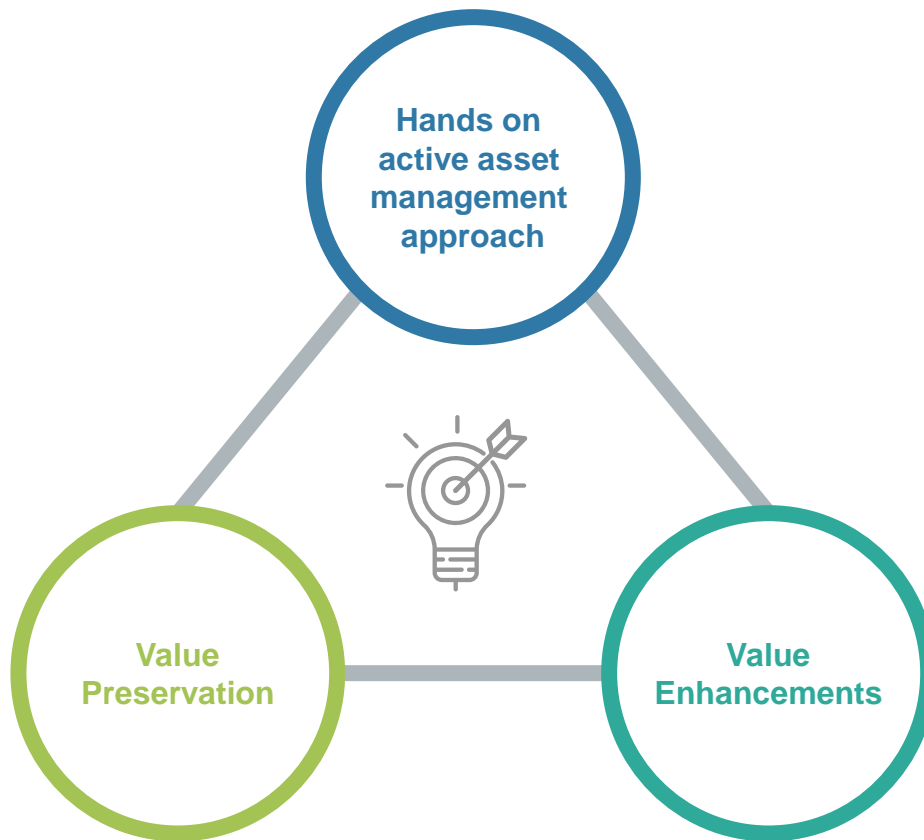 Hands on
active asset
management
approach
Value
Preservation
Value
Enhancements